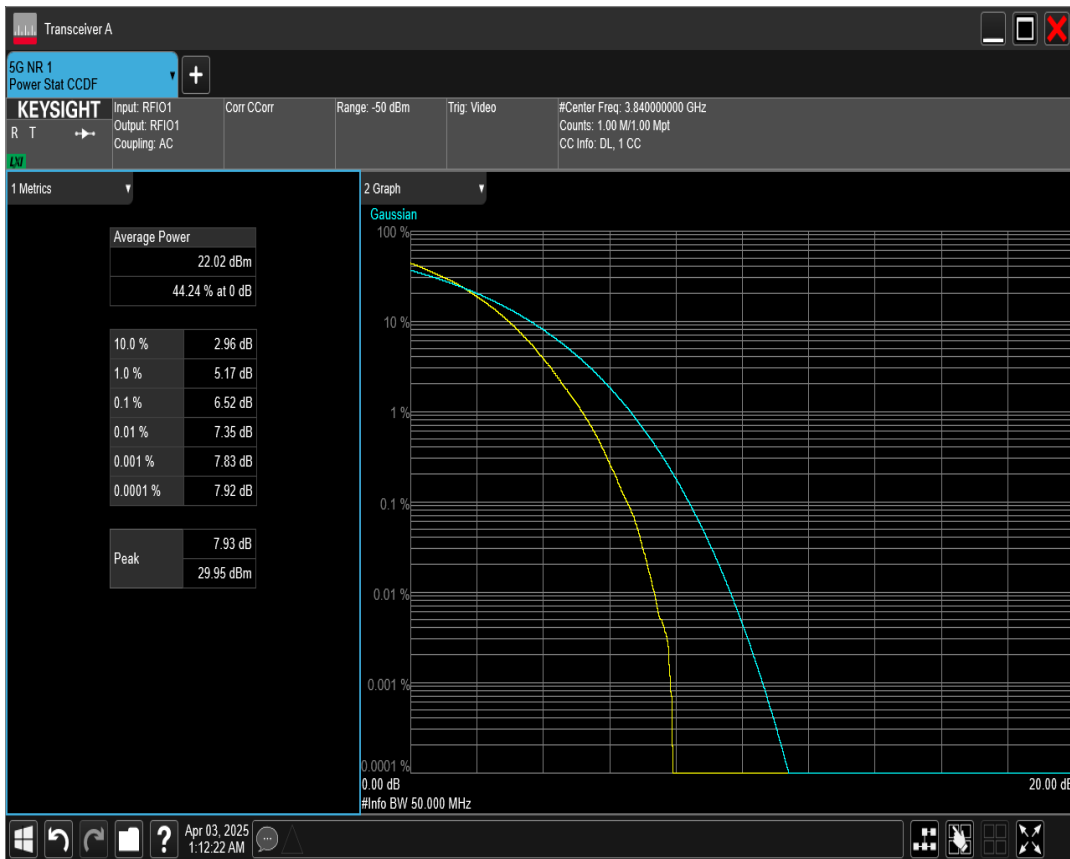 Transceiver A
5G NR 1
Power Stat CCDF
KEYSIGHT
R T
LXI
Input: RFIO1
Output: RFIO1
Coupling: AC
Corr CCorr
Range: -50 dBm
Trig: Video
#Center Freq: 3.840000000 GHz
Counts: 1.00 M/1.00 Mpt
CC Info: DL, 1 CC
1 Metrics
Average Power
22.02 dBm
44.24 % at 0 dB
10.0 % 2.96 dB
1.0 % 5.17 dB
0.1 % 6.52 dB
0.01 % 7.35 dB
0.001 % 7.83 dB
0.0001 % 7.92 dB
Peak 7.93 dB
29.95 dBm
2 Graph
Gaussian
100 %
10 %
1 %
0.1 %
0.01 %
0.001 %
0.0001 %
0.00 dB 20.00 dB
#Info BW 50.000 MHz
?
Apr 03, 2025
1:12:22 AM